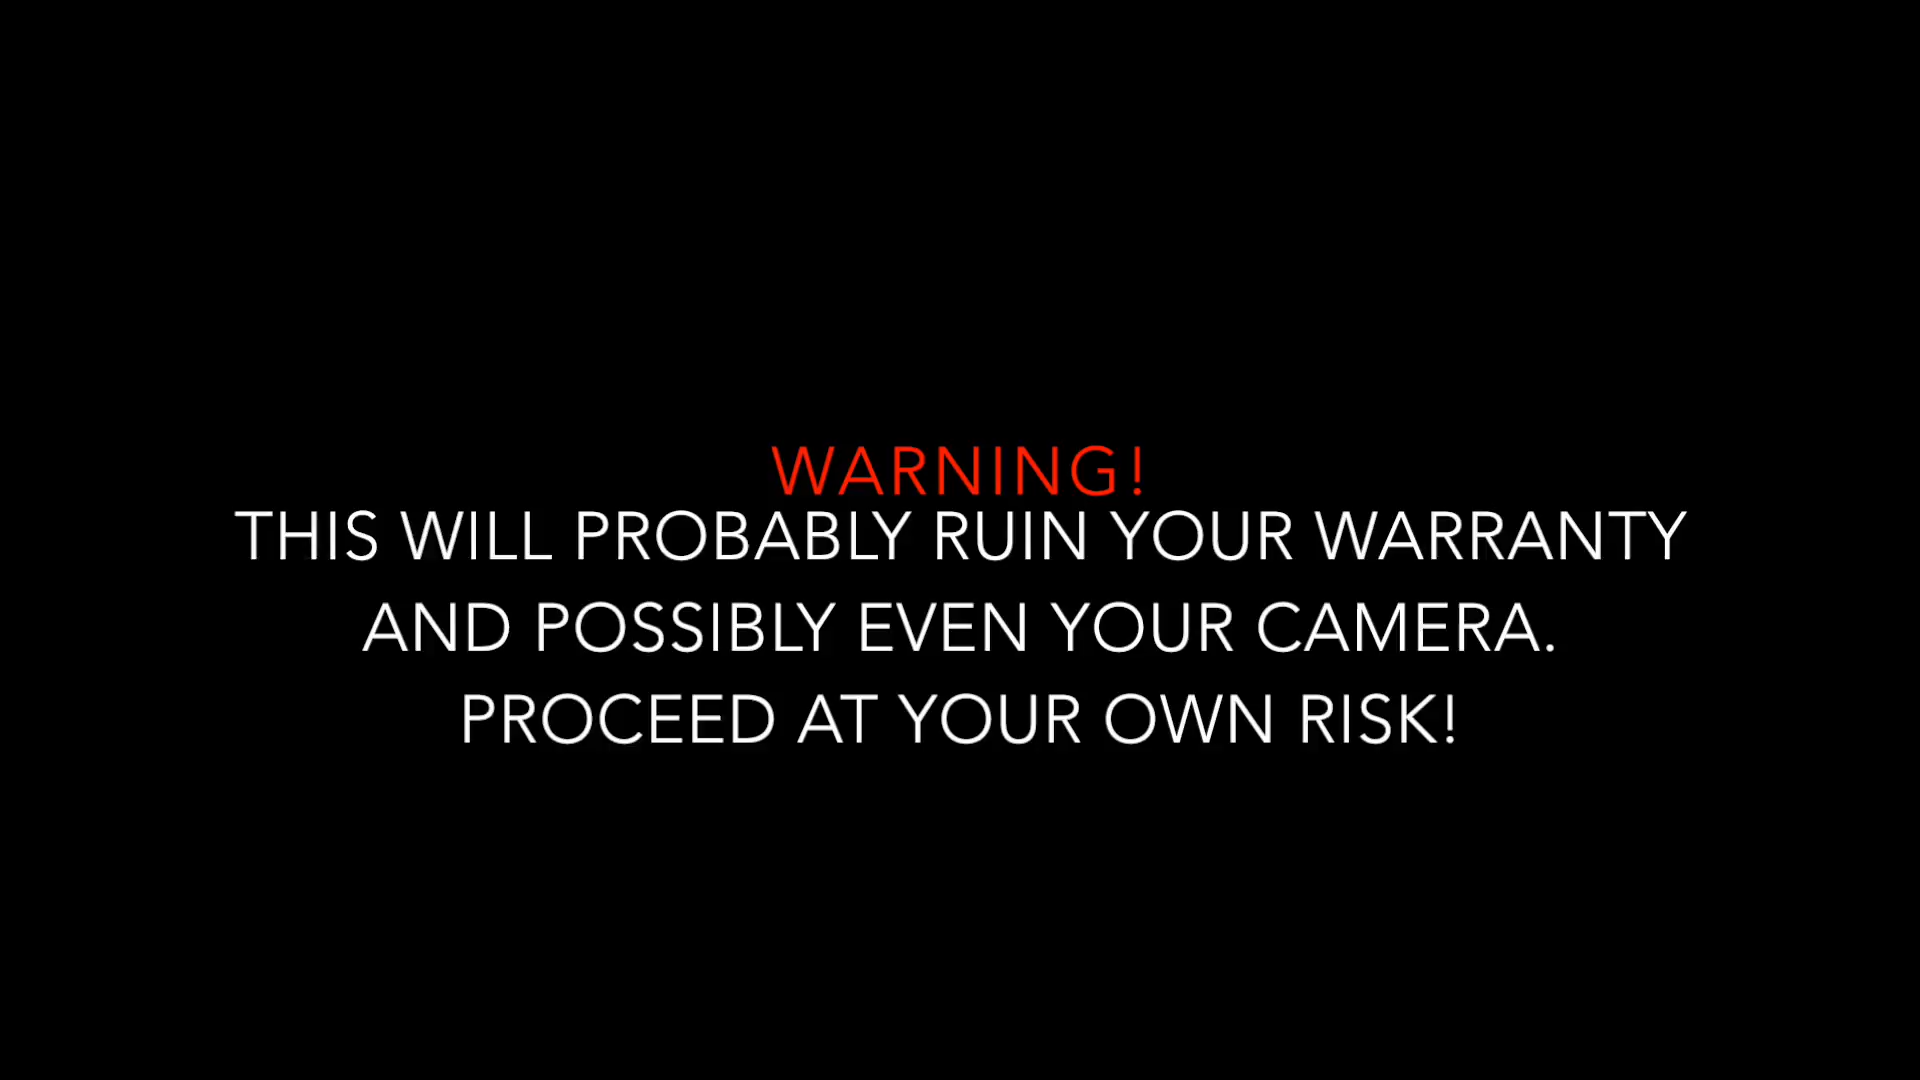 WARNING!
THIS WILL PROBABLY RUIN YOUR WARRANTY
AND POSSIBLY EVEN YOUR CAMERA.
PROCEED AT YOUR OWN RISK!